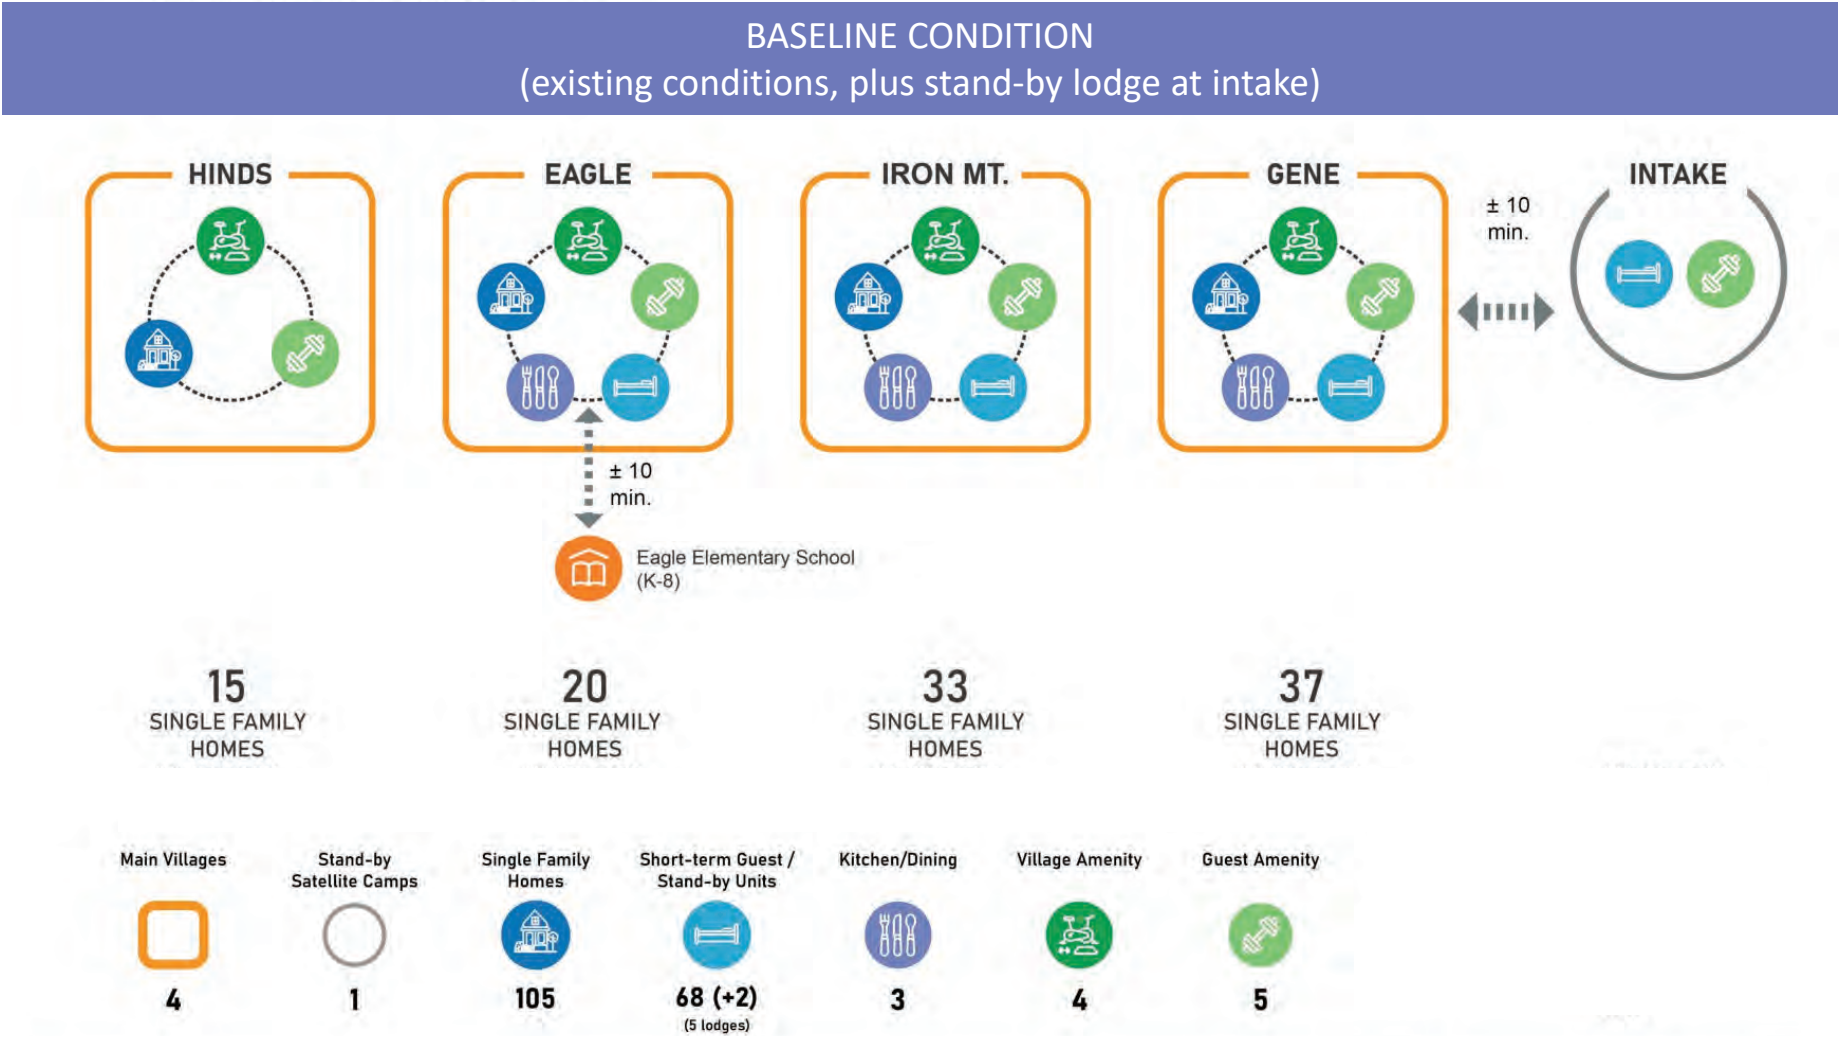 BASELINE CONDITION
(existing conditions, plus stand-by lodge at intake)
HINDS
EAGLE
IRON MT.
GENE
INTAKE
± 10
min.
± 10
min.
Eagle Elementary School
(K-8)
15
SINGLE FAMILY
HOMES
20
SINGLE FAMILY
HOMES
33
SINGLE FAMILY
HOMES
37
SINGLE FAMILY
HOMES
Main Villages
4
Stand-by
Satellite Camps
1
Single Family
Homes
105
Short-term Guest /
Stand-by Units
68 (+2)
(5 lodges)
Kitchen/Dining
3
Village Amenity
4
Guest Amenity
5